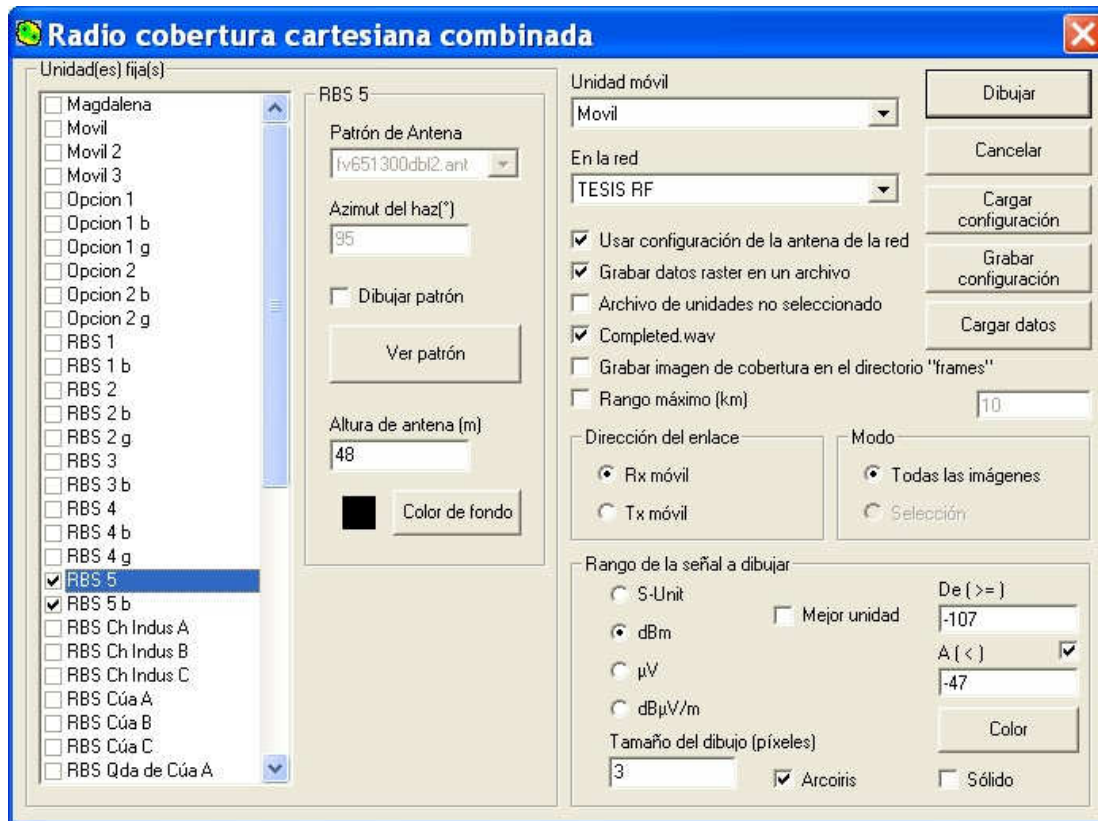 Radio cobertura cartesiana combinada
Unidad(es) fija(s)
Magdalena
Movil
Movil 2
Movil 3
Opcion 1
Opcion 1 b
Opcion 1 g
Opcion 2
Opcion 2 b
Opcion 2 g
RBS 1
RBS 1 b
RBS 2
RBS 2 b
RBS 2 g
RBS 3
RBS 3 b
RBS 4
RBS 4 b
RBS 4 g
RBS 5
RBS 5 b
RBS Ch Indus A
RBS Ch Indus B
RBS Ch Indus C
RBS Cúa A
RBS Cúa B
RBS Cúa C
RBS Qda de Cúa A
RBS 5
Patrón de Antena
fv651300dbl2.ant
Azimut del haz(°)
95
Dibujar patrón
Ver patrón
Altura de antena (m)
48
Color de fondo
Unidad móvil
Movil
En la red
TESIS RF
Usar configuración de la antena de la red
Grabar datos raster en un archivo
Archivo de unidades no seleccionado
Completed.wav
Grabar imagen de cobertura en el directorio "frames"
Rango máximo (km)
10
Dibujar
Cancelar
Cargar
configuración
Grabar
configuración
Cargar datos
Dirección del enlace
Rx móvil
Tx móvil
Modo
Todas las imágenes
Selección
Rango de la señal a dibujar
S-Unit
dBm
µV
dBµV/m
Mejor unidad
De ( >= )
-107
A ( < )
-47
Color
Tamaño del dibujo (píxeles)
3
Arcoiris
Sólido